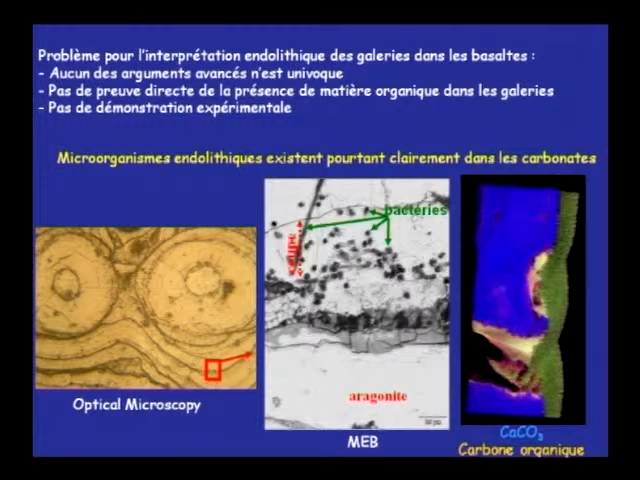 Problème pour l'interprétation endolithique des galeries dans les basaltes :
- Aucun des arguments avancés n'est univoque
- Pas de preuve directe de la présence de matière organique dans les galeries
- Pas de démonstration expérimentale
Microorganismes endolithiques existent pourtant clairement dans les carbonates
bactéries
aragonite
Optical Microscopy
MEB
CaCO3
Carbone organique